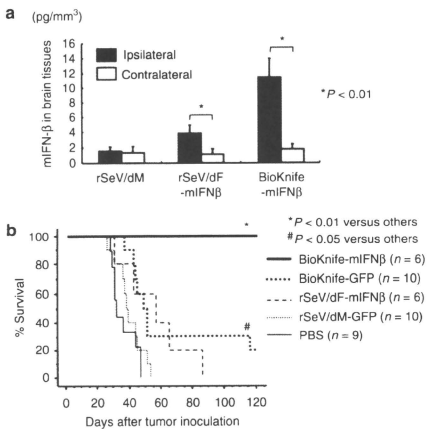 a (pg/mm³)
mIFN-β in brain tissues
16
14
12
10
8
6
4
2
0
Ipsilateral
Contralateral
*
*
*P < 0.01
rSeV/dM
rSeV/dF
-mIFNβ
BioKnife
-mIFNβ
b
*P < 0.01 versus others
#P < 0.05 versus others
% Survival
100
80
60
40
20
0
*
#
BioKnife-mIFNβ (n = 6)
BioKnife-GFP (n = 10)
rSeV/dF-mIFNβ (n = 6)
rSeV/dM-GFP (n = 10)
PBS (n = 9)
0 20 40 60 80 100 120
Days after tumor inoculation